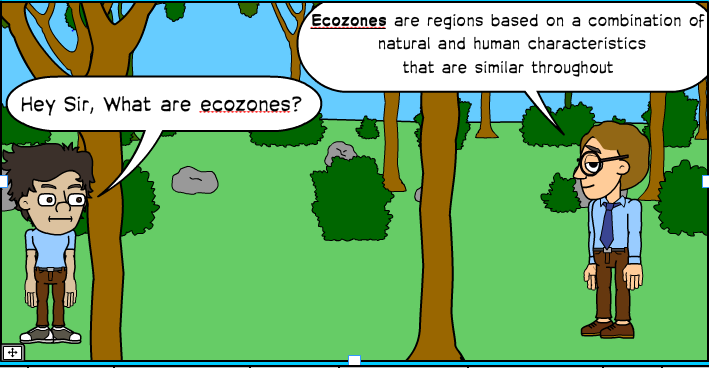 Hey Sir, What are ecozones?
Ecozones are regions based on a combination of
natural and human characteristics
that are similar throughout